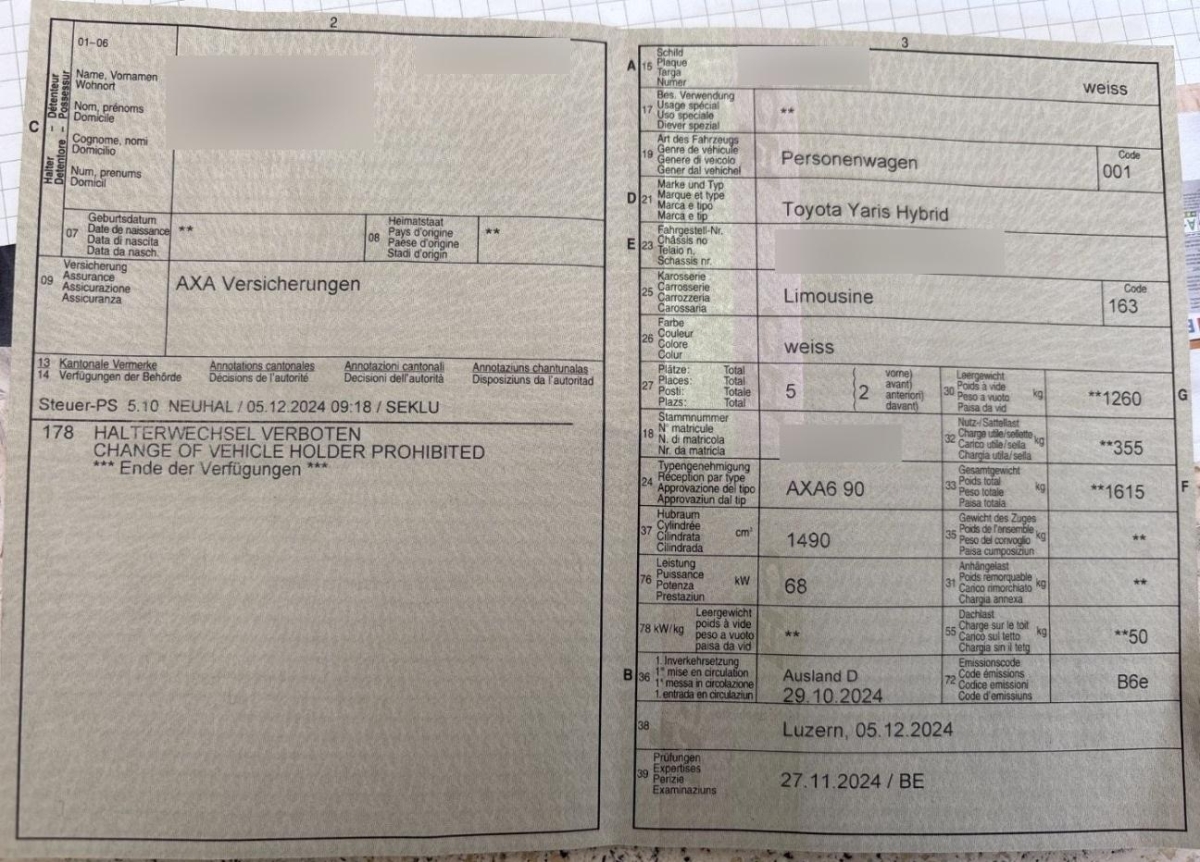 2
01-06
C
Halter - Détenteur
Detentore - Possessur
Name, Vornamen
Wohnort
Nom, prénoms
Domicile
Cognome, nomi
Domicilio
Num, prenums
Domicil
07
Geburtsdatum
Date de naissance
Data di nascita
Data da nasch.
**
08
Heimatstaat
Pays d'origine
Paese d'origine
Stadi d'origin
**
09
Versicherung
Assurance
Assicurazione
Assicuranza
AXA Versicherungen
13 Kantonale Vermerke Annotations cantonales Annotazioni cantonali Annotaziuns chantunalas
14 Verfügungen der Behörde Décisions de l'autorité Decisioni dell'autorità Disposiziuns da l'autoritad
Steuer-PS 5.10 NEUHAL / 05.12.2024 09:18 / SEKLU
178 HALTERWECHSEL VERBOTEN
CHANGE OF VEHICLE HOLDER PROHIBITED
*** Ende der Verfügungen ***
3
A 15
Schild
Plaque
Targa
Numer
weiss
17
Bes. Verwendung
Usage spécial
Uso speciale
Diever spezial
**
19
Art des Fahrzeugs
Genre de véhicule
Genere di veicolo
Gener dal vehichel
Personenwagen
Code
001
D 21
Marke und Typ
Marque et type
Marca e tipo
Marca e tip
Toyota Yaris Hybrid
E 23
Fahrgestell-Nr.
Châssis no
Telaio n.
Schassis nr.
25
Karosserie
Carrosserie
Carrozzeria
Carossaria
Limousine
Code
163
26
Farbe
Couleur
Colore
Colur
weiss
27
Plätze: Total
Places: Total
Posti: Totale
Plazs: Total
5
vorne)
avant)
anteriori)
davant)
2
30
Leergewicht
Poids à vide
Peso a vuoto
Paisa da vid
kg
**1260
G
18
Stammnummer
N° matricule
N. di matricola
Nr. da matricla
32
Nutz-/Sattellast
Charge utile/sellette
Carico utile/sella
Chargia utila/sella
kg
**355
24
Typengenehmigung
Réception par type
Approvazione del tipo
Approvaziun dal tip
AXA6 90
33
Gesamtgewicht
Poids total
Peso totale
Paisa totala
kg
**1615
F
37
Hubraum
Cylindrée
Cilindrata
Cilindrada
cm³
1490
35
Gewicht des Zuges
Poids de l'ensemble
Peso del convoglio
Paisa cumposiziun
kg
**
76
Leistung
Puissance
Potenza
Prestaziun
kW
68
31
Anhängelast
Poids remorquable
Carico rimorchiato
Chargia annexa
kg
**
78 kW/kg
Leergewicht
poids à vide
peso a vuoto
paisa da vid
**
55
Dachlast
Charge sur le toit
Carico sul tetto
Chargia sin il tetg
kg
**50
B 36
1. Inverkehrsetzung
1re mise en circulation
1a messa in circolazione
1. entrada en circulaziun
Ausland D
29.10.2024
72
Emissionscode
Code émissions
Codice emissioni
Code d'emissiuns
B6e
38
Luzern, 05.12.2024
39
Prüfungen
Expertises
Perizie
Examinaziuns
27.11.2024 / BE